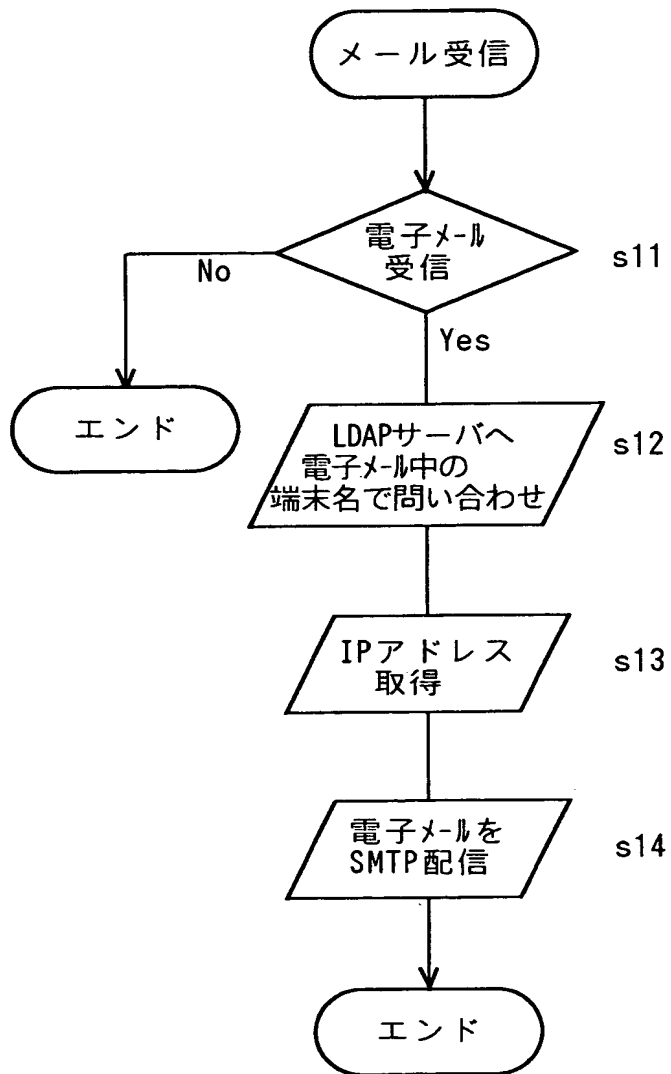 メール受信
電子ﾒｰﾙ
受信
s11
No
Yes
エンド
LDAPサーバへ
電子ﾒｰﾙ中の
端末名で問い合わせ
s12
IPアドレス
取得
s13
電子ﾒｰﾙを
SMTP配信
s14
エンド